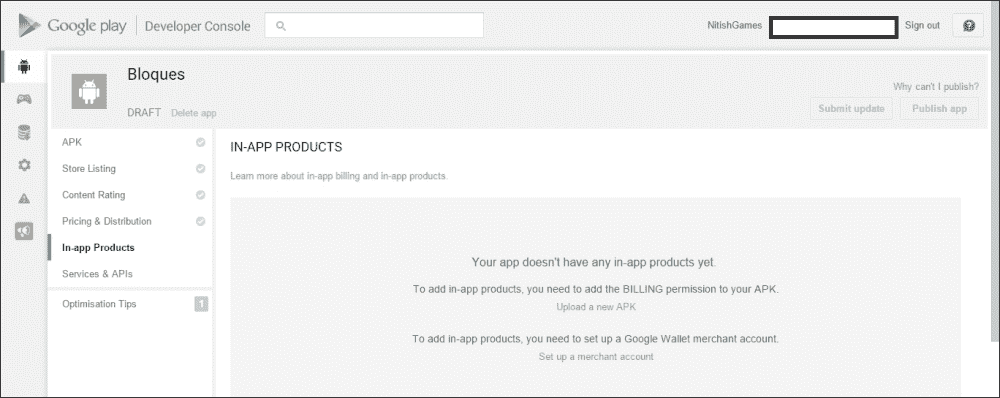 Google play Developer Console
NitishGames
Sign out
Bloques
DRAFT Delete app
Why can't I publish?
Submit update
Publish app
APK
Store Listing
Content Rating
Pricing & Distribution
In-app Products
Services & APIs
Optimisation Tips 1
IN-APP PRODUCTS
Learn more about in-app billing and in-app products.
Your app doesn't have any in-app products yet.
To add in-app products, you need to add the BILLING permission to your APK.
Upload a new APK
To add in-app products, you need to set up a Google Wallet merchant account.
Set up a merchant account